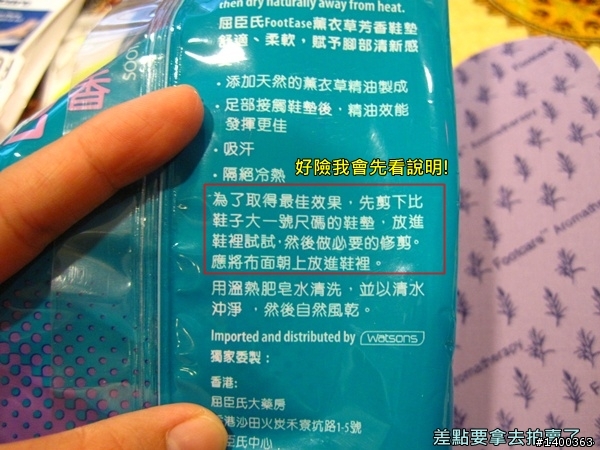 then dry naturally away from heat.
屈臣氏FootEase薰衣草芳香鞋墊
舒適、柔軟，賦予腳部清新感
• 添加天然的薰衣草精油製成
• 足部接觸鞋墊後，精油效能
發揮更佳
• 吸汗
• 隔絕冷熱
好險我會先看說明!
為了取得最佳效果，先剪下比
鞋子大一號尺碼的鞋墊，放進
鞋裡試試，然後做必要的修剪。
應將布面朝上放進鞋裡。
用溫熱肥皂水清洗，並以清水
沖淨，然後自然風乾。
Imported and distributed by watsons
獨家委製：
香港:
屈臣氏大藥房
香港沙田火炭禾寮坑路1-5號
屈臣氏中心
差點要拿去拍賣了
#1400363
Aromatherapy